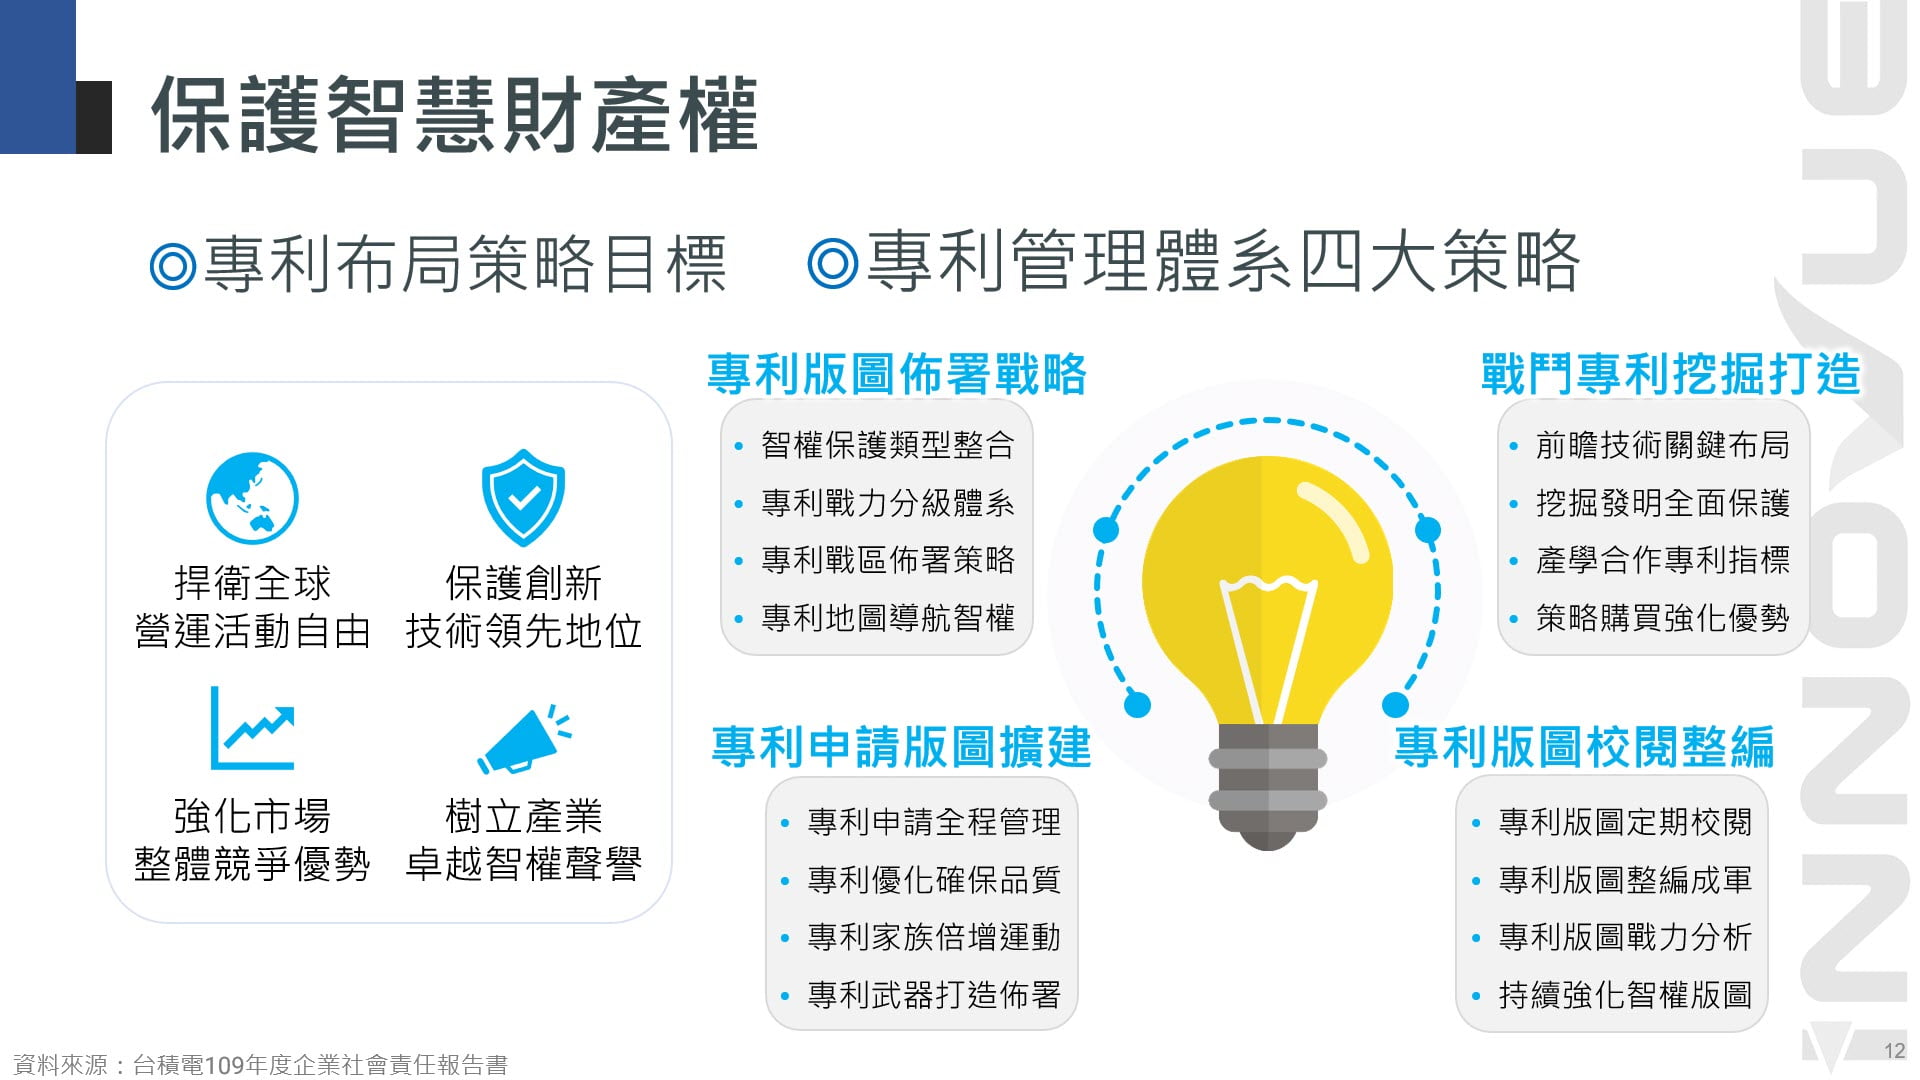 保護智慧財產權
◎專利布局策略目標
◎專利管理體系四大策略
捍衛全球
營運活動自由
保護創新
技術領先地位
強化市場
整體競爭優勢
樹立產業
卓越智權聲譽
專利版圖佈署戰略
• 智權保護類型整合
• 專利戰力分級體系
• 專利戰區佈署策略
• 專利地圖導航智權
戰鬥專利挖掘打造
• 前瞻技術關鍵布局
• 挖掘發明全面保護
• 產學合作專利指標
• 策略購買強化優勢
專利申請版圖擴建
• 專利申請全程管理
• 專利優化確保品質
• 專利家族倍增運動
• 專利武器打造佈署
專利版圖校閱整編
• 專利版圖定期校閱
• 專利版圖整編成軍
• 專利版圖戰力分析
• 持續強化智權版圖
資料來源：台積電109年度企業社會責任報告書
12